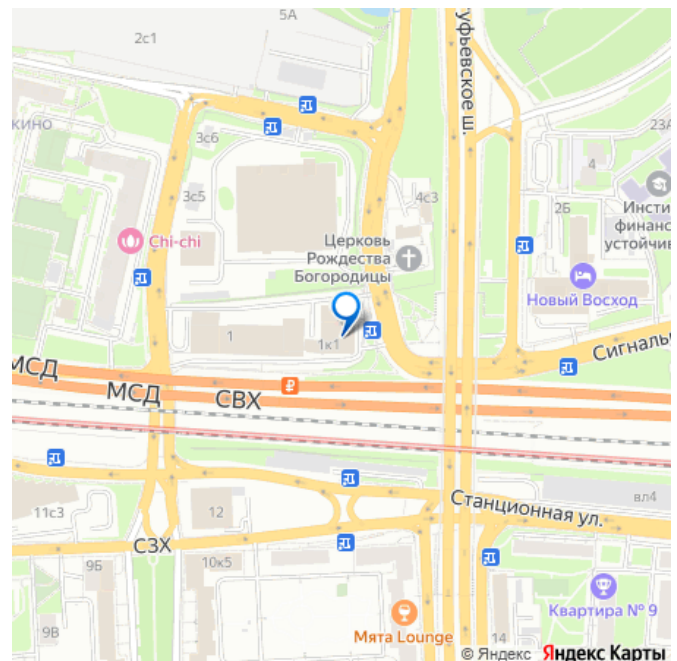 5А
2с1
уфьевское ш.
КИНО
3с6
23А
4
3с5
4с3
2Б
Инсти
финанс
устойчив
Chi-chi
Церковь
Рождества
Богородицы
Новый Восход
1
1к1
Сигналь
МСД
МСД
СВХ
11с3
12
Станционная ул.
вл4
СЗХ
9Б
10к5
9В
Мята Lounge
14
Квартира № 9
© Яндекс Яндекс Карты